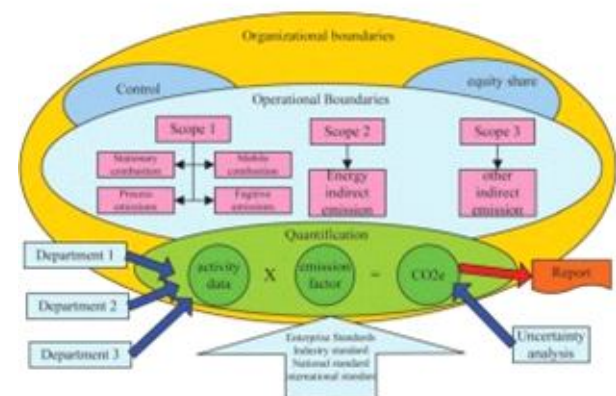 Organizational boundaries
Control
equity share
Operational Boundaries
Scope 1
Scope 2
Scope 3
Stationary
combustion
Mobile
combustion
Process
emissions
Fugitive
emissions
Energy
indirect
emission
other
indirect
emission
Quantification
Department 1
Department 2
Department 3
activity
data
X
emission
factor
=
CO2e
Report
Uncertainty
analysis
Enterprise Standards
Industry standard
National standard
international standard